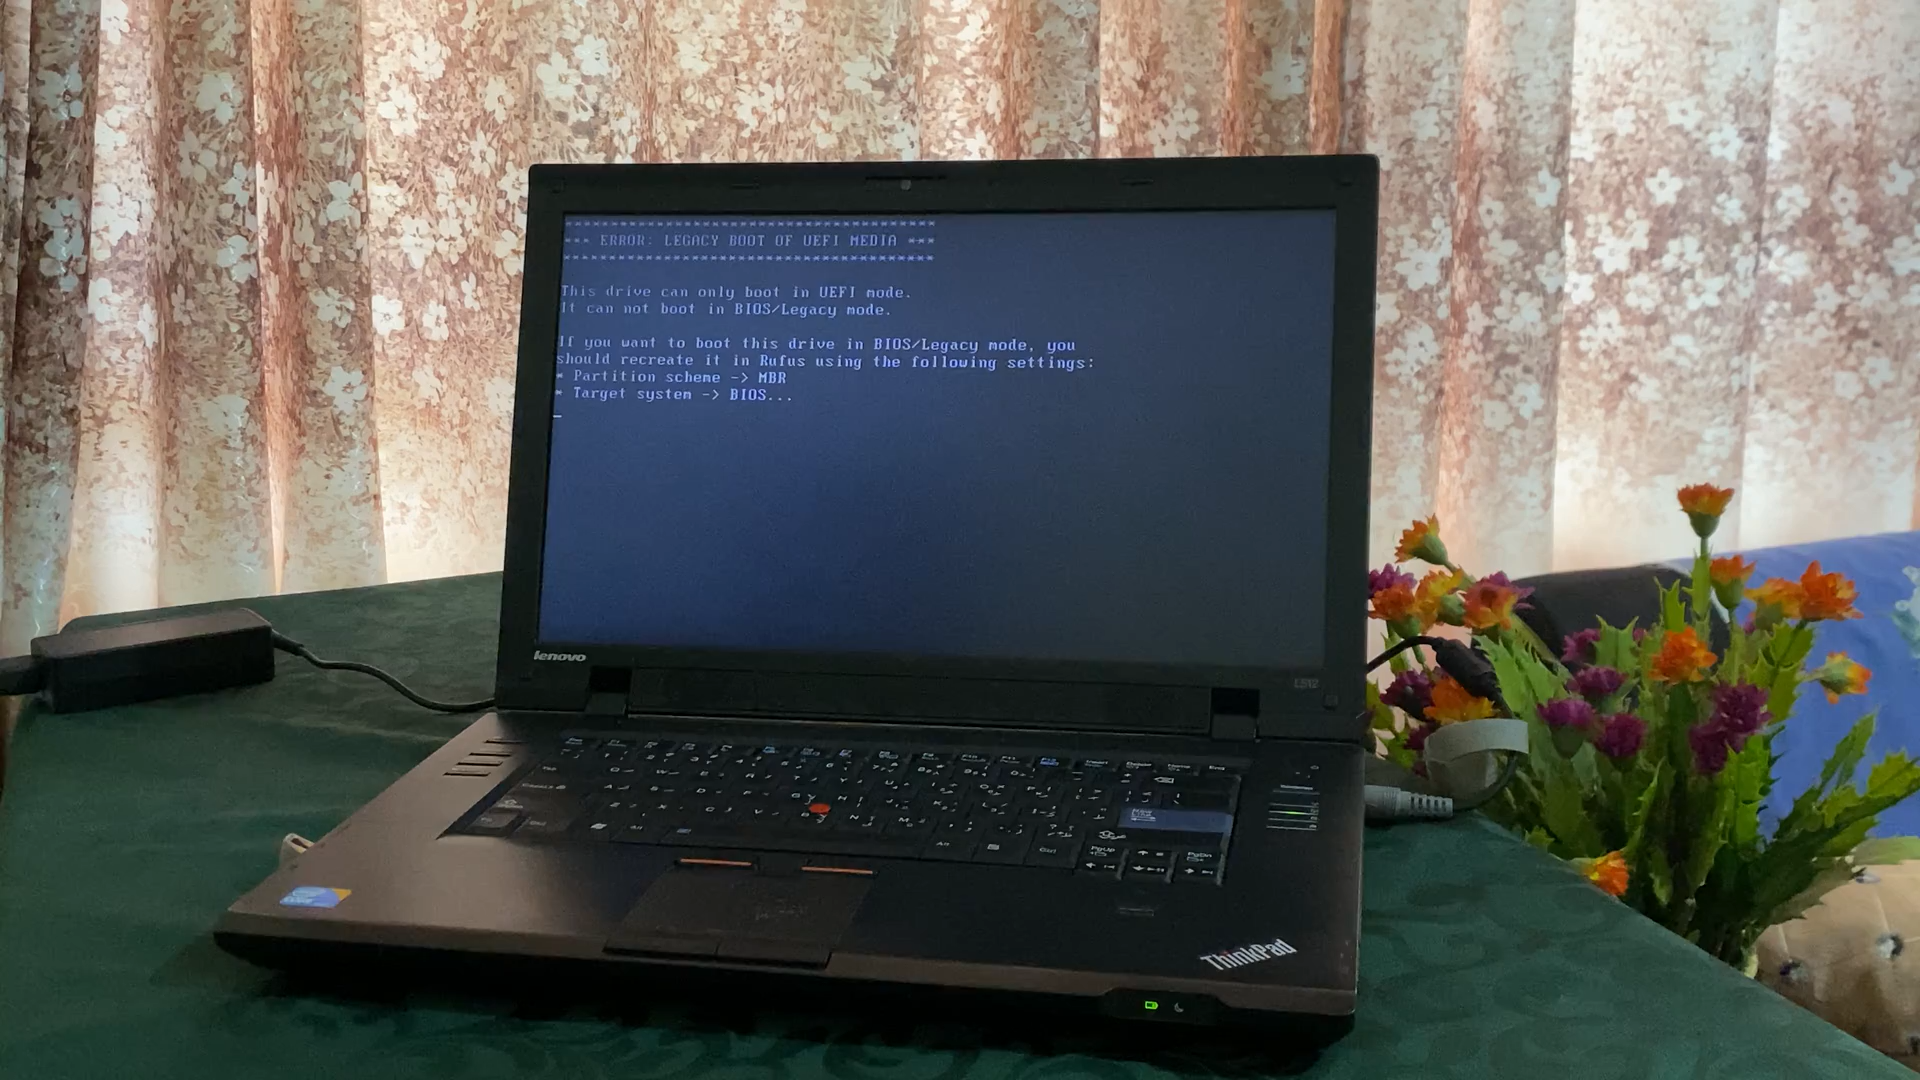 *** ERROR: LEGACY BOOT OF UEFI MEDIA ***
This drive can only boot in UEFI mode.
It can not boot in BIOS/Legacy mode.
If you want to boot this drive in BIOS/Legacy mode, you
should recreate it in Rufus using the following settings:
* Partition scheme -> MBR
* Target system -> BIOS...
lenovo
ThinkPad